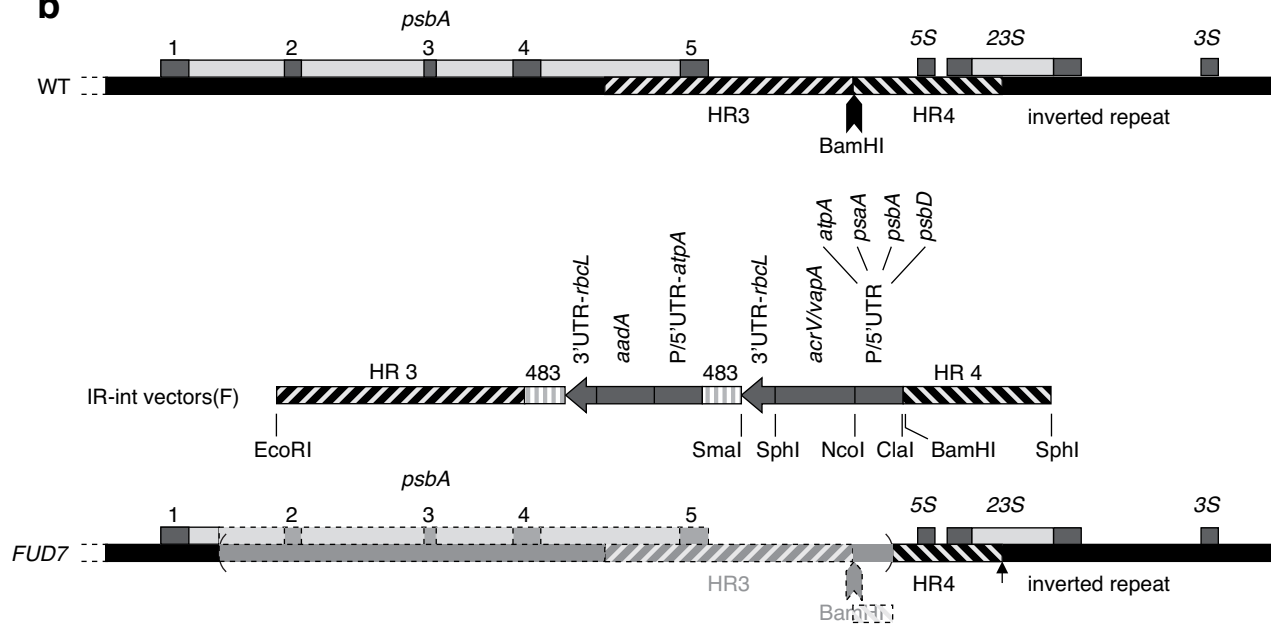 b
psbA
1 2 3 4 5 5S 23S 3S
WT
HR3 HR4 inverted repeat
BamHI
atpA psaA psbA psbD
3'UTR-rbcL aadA P/5'UTR-atpA 3'UTR-rbcL acrV/vapA P/5'UTR
HR 3 483 483 HR 4
IR-int vectors(F)
EcoRI SmaI SphI NcoI ClaI BamHI SphI
psbA
1 2 3 4 5 5S 23S 3S
FUD7
HR3 HR4 inverted repeat
BamHI